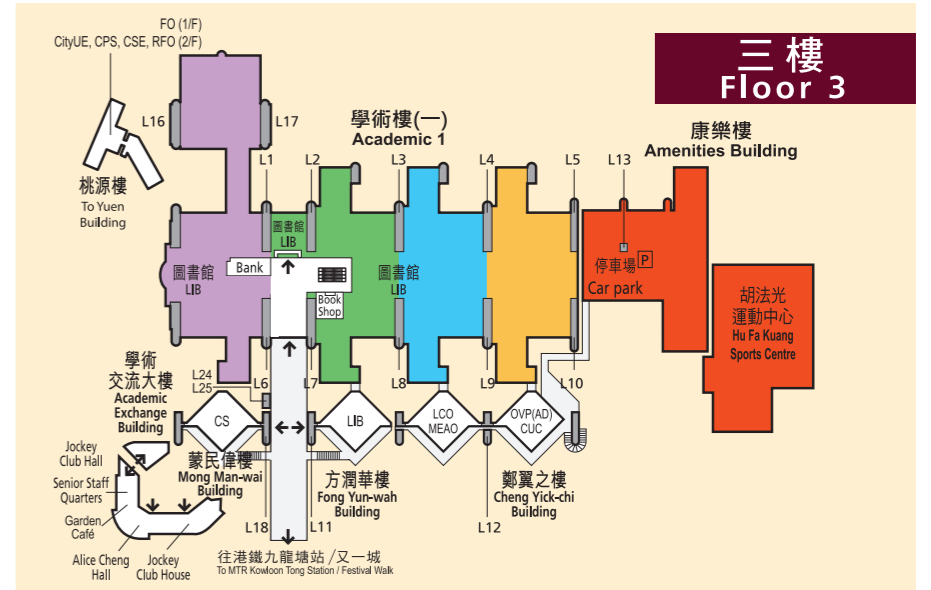 FO (1/F)
CityUE, CPS, CSE, RFO (2/F)
三樓
Floor 3
L16
L17
學術樓(一)
Academic 1
康樂樓
Amenities Building
L1
L2
L3
L4
L5
L13
桃源樓
To Yuen
Building
圖書館
LIB
Bank
圖書館
LIB
圖書館
LIB
停車場 P
Car park
Book
Shop
胡法光
運動中心
Hu Fa Kuang
Sports Centre
學術
交流大樓
Academic
Exchange
Building
L24
L25
L6
L7
L8
L9
L10
CS
LIB
LCO
MEAO
OVP(AD)
CUC
Jockey
Club Hall
Senior Staff
Quarters
Garden
Café
Alice Cheng
Hall
Jockey
Club House
蒙民偉樓
Mong Man-wai
Building
方潤華樓
Fong Yun-wah
Building
鄭翼之樓
Cheng Yick-chi
Building
L18
L11
L12
往港鐵九龍塘站 /又一城
To MTR Kowloon Tong Station / Festival Walk